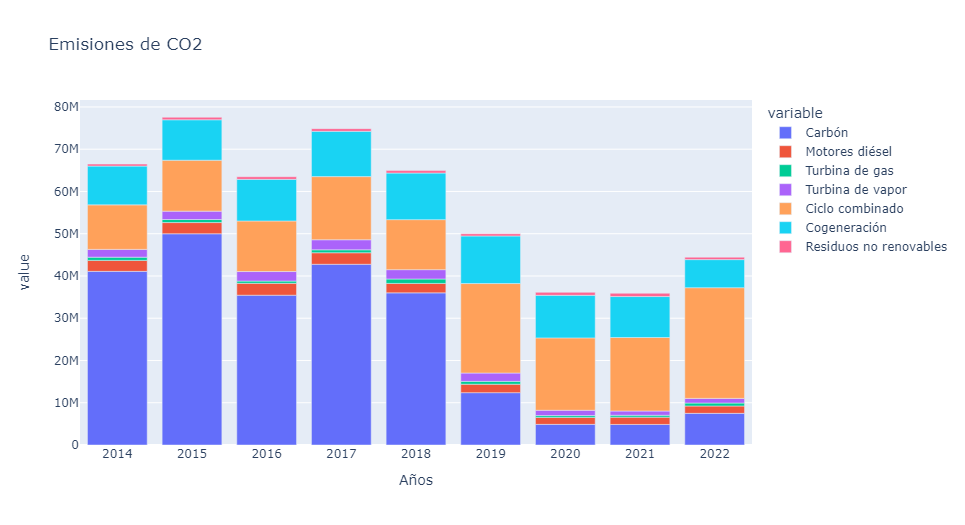 Emisiones de CO2
80M
70M
60M
50M
40M
30M
20M
10M
0
value
2014
2015
2016
2017
2018
2019
2020
2021
2022
Años
variable
Carbón
Motores diésel
Turbina de gas
Turbina de vapor
Ciclo combinado
Cogeneración
Residuos no renovables